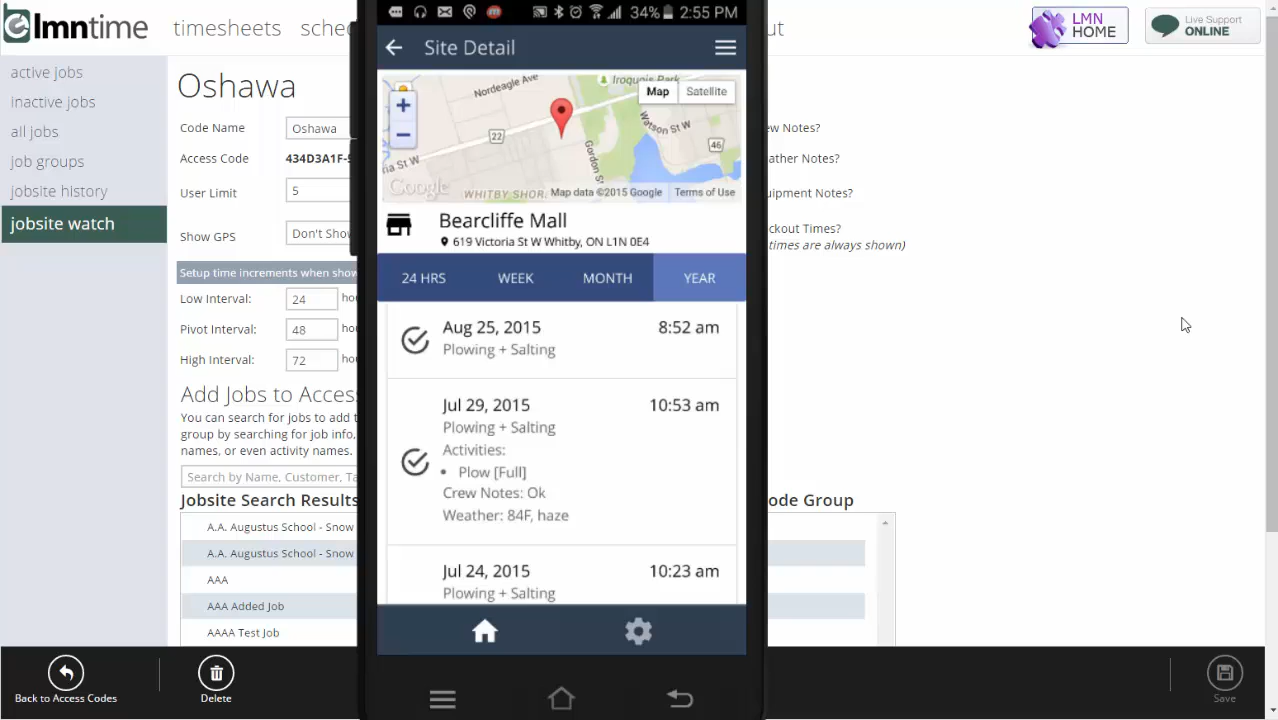 lmntime
timesheets
sched
ut
LMN
HOME
Live Support
ONLINE
active jobs
inactive jobs
all jobs
job groups
jobsite history
jobsite watch
Oshawa
Code Name
Oshawa
Access Code
434D3A1F-
User Limit
5
Show GPS
Don't Show
Setup time increments when show
Low Interval:
24
hou
Pivot Interval:
48
hou
High Interval:
72
hou
Add Jobs to Acces
You can search for jobs to add t
group by searching for job info,
names, or even activity names.
Search by Name, Customer, Ta
Jobsite Search Results
A.A. Augustus School - Snow
A.A. Augustus School - Snow
AAA
AAA Added Job
AAAA Test Job
ew Notes?
ather Notes?
uipment Notes?
ckout Times?
times are always shown)
ode Group
34% 2:55 PM
Site Detail
Nordeagle Ave
Iroquois Park
Map
Satellite
+
−
22
Watson St W
46
Gordon St
ria St W
Google
WHITBY SHOR.
Map data ©2015 Google
Terms of Use
Bearcliffe Mall
619 Victoria St W Whitby, ON L1N 0E4
24 HRS
WEEK
MONTH
YEAR
Aug 25, 2015 8:52 am
Plowing + Salting
Jul 29, 2015 10:53 am
Plowing + Salting
Activities:
• Plow [Full]
Crew Notes: Ok
Weather: 84F, haze
Jul 24, 2015 10:23 am
Plowing + Salting
Back to Access Codes
Delete
Save